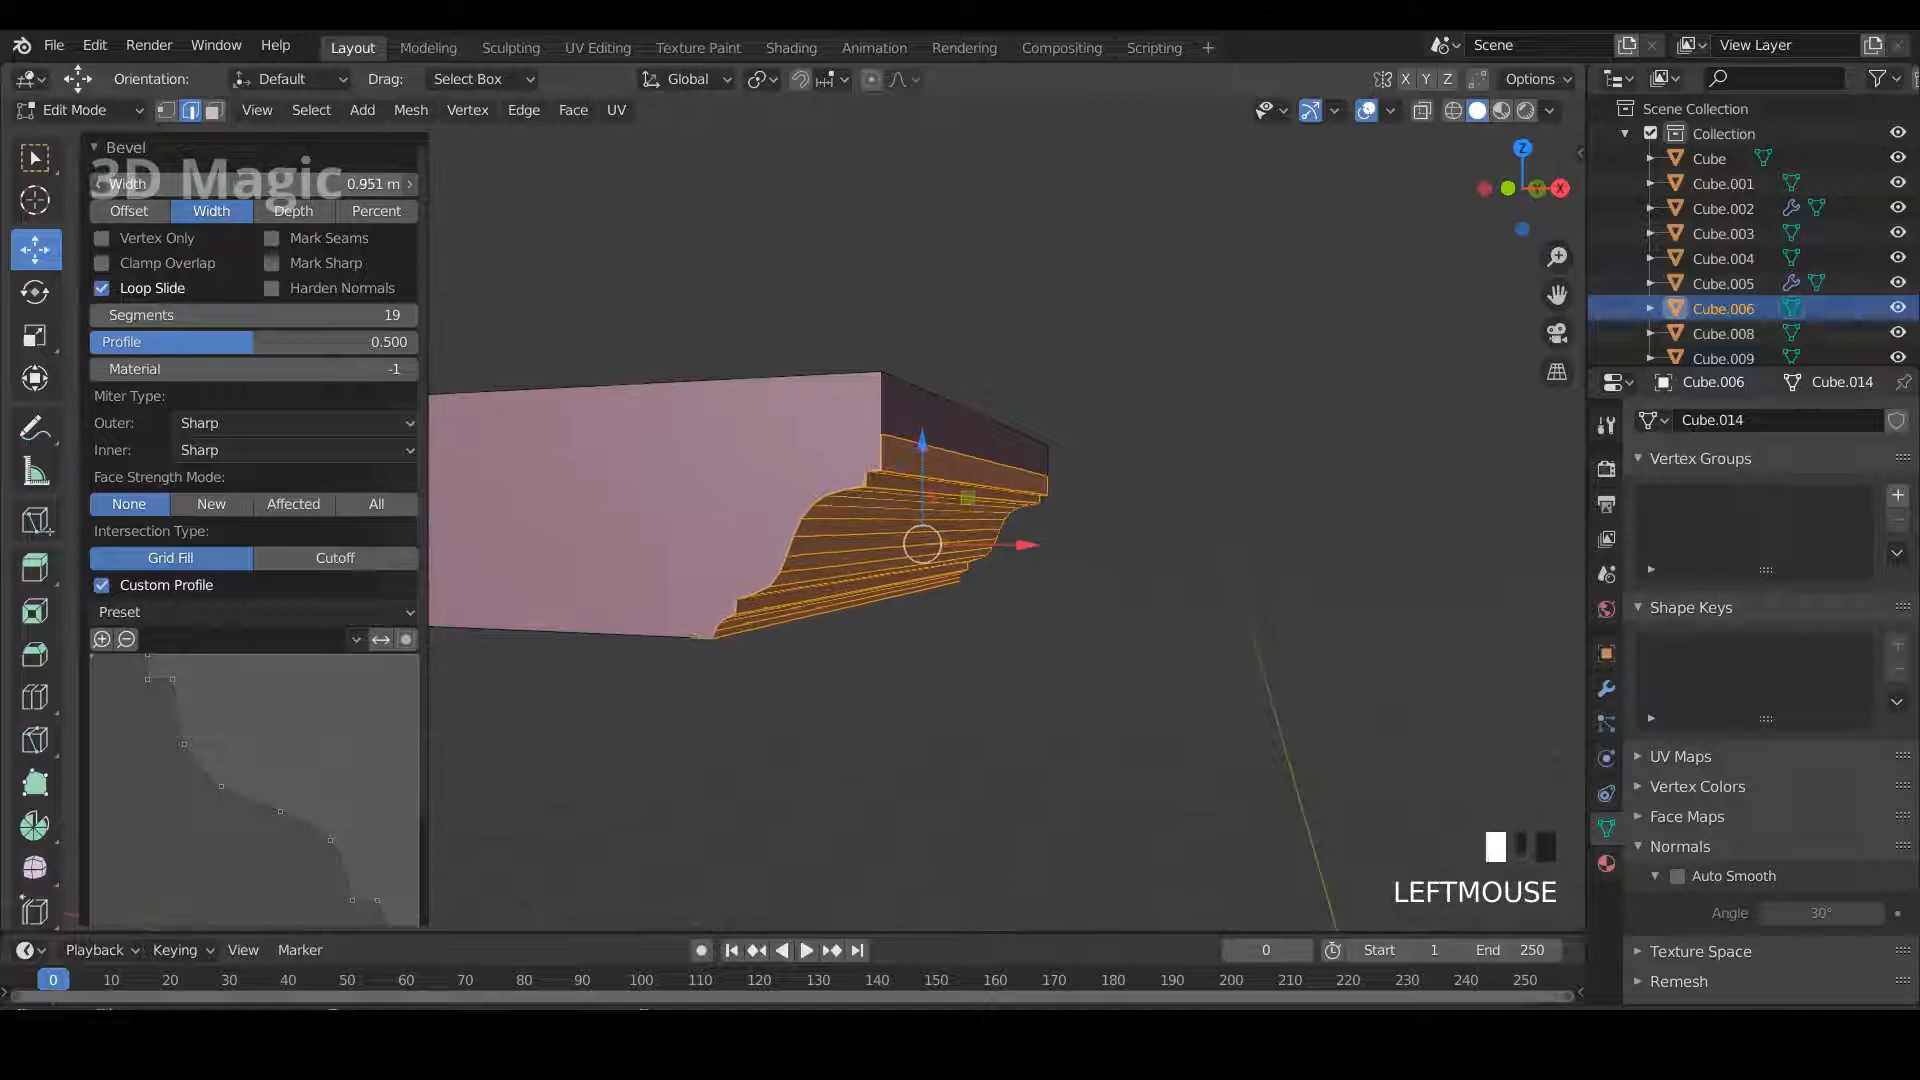 File Edit Render Window Help Layout Modeling Sculpting UV Editing Texture Paint Shading Animation Rendering Compositing Scripting + Scene View Layer
Orientation: Default Drag: Select Box Global X Y Z Options
Edit Mode View Select Add Mesh Vertex Edge Face UV
Bevel
3D Magic
Width 0.951 m
Offset Width Depth Percent
Vertex Only Mark Seams
Clamp Overlap Mark Sharp
Loop Slide Harden Normals
Segments 19
Profile 0.500
Material -1
Miter Type:
Outer: Sharp
Inner: Sharp
Face Strength Mode:
None New Affected All
Intersection Type:
Grid Fill Cutoff
Custom Profile
Preset
Z
X
LEFTMOUSE
Scene Collection
Collection
Cube
Cube.001
Cube.002
Cube.003
Cube.004
Cube.005
Cube.006
Cube.008
Cube.009
Cube.006 Cube.014
Cube.014
Vertex Groups
Shape Keys
UV Maps
Vertex Colors
Face Maps
Normals
Auto Smooth
Angle 30°
Texture Space
Remesh
Playback Keying View Marker 0 Start 1 End 250
0 10 20 30 40 50 60 70 80 90 100 110 120 130 140 150 160 170 180 190 200 210 220 230 240 250